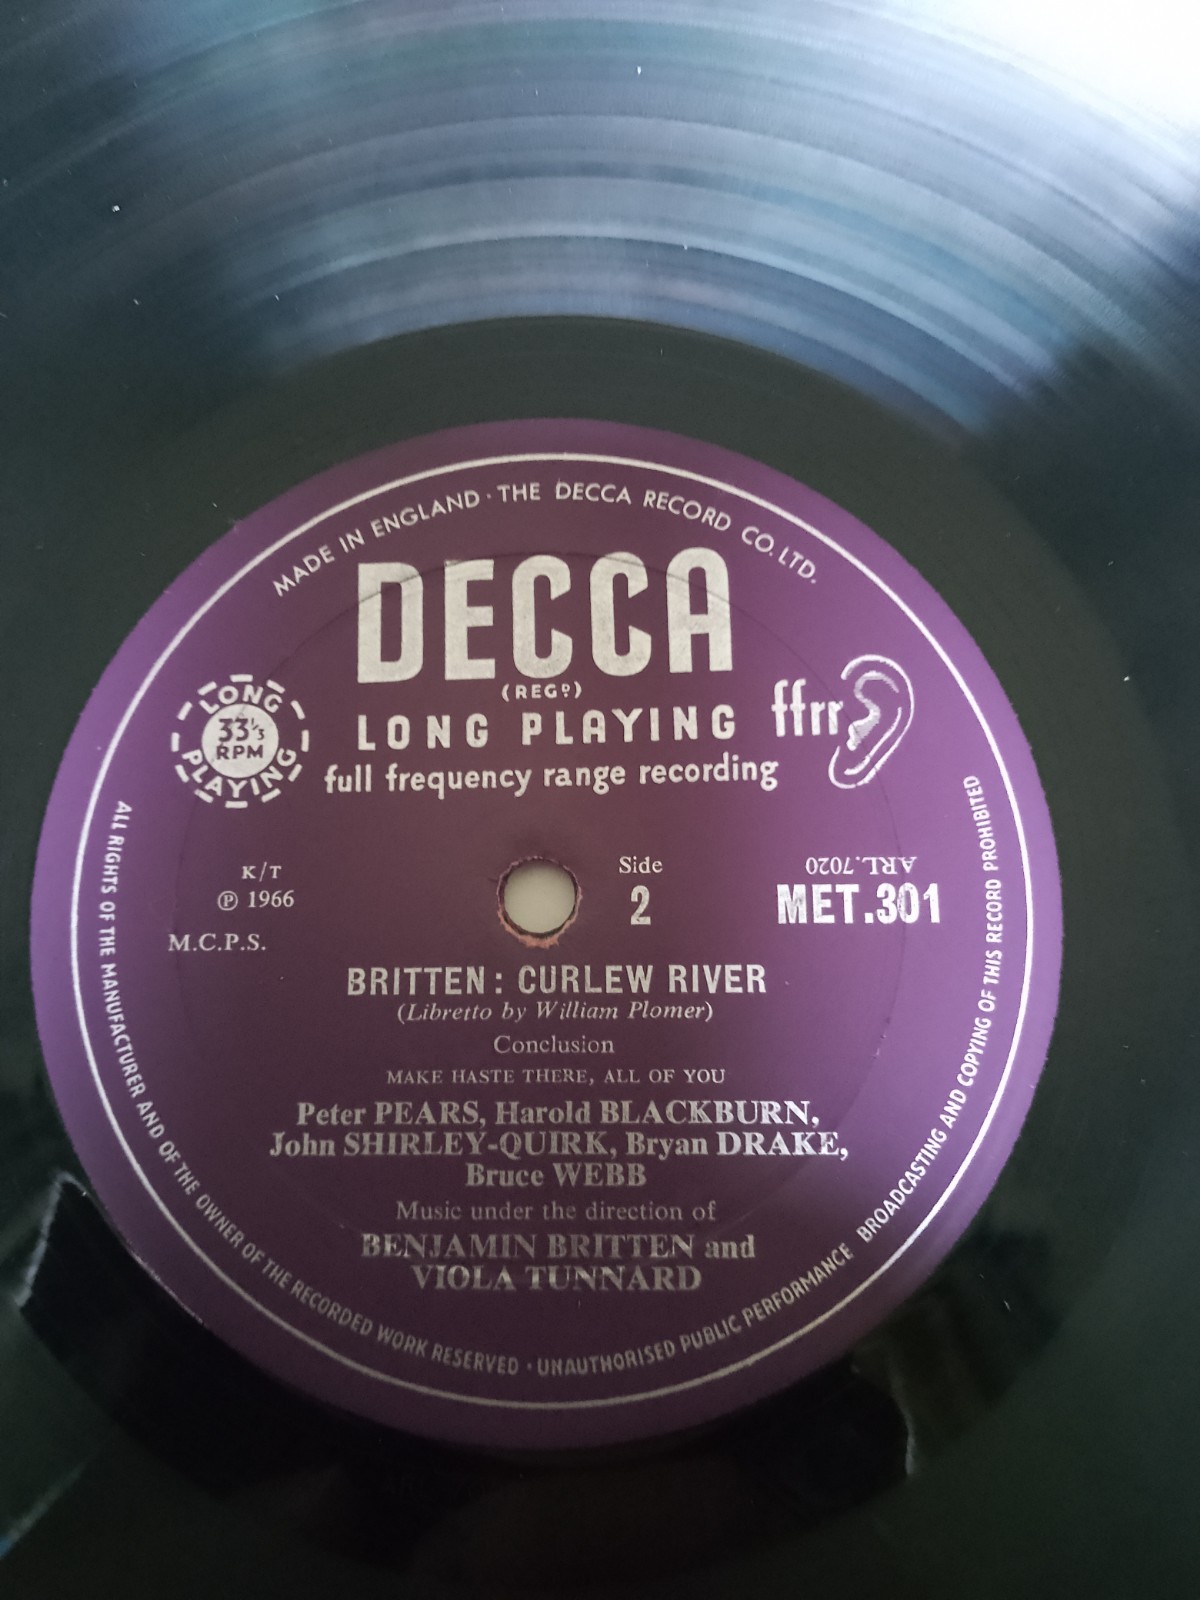 MADE IN ENGLAND · THE DECCA RECORD CO. LTD.
DECCA
(REGD)
LONG PLAYING
33⅓
RPM
LONG PLAYING
ffrr
full frequency range recording
K/T
℗ 1966
M.C.P.S.
Side
2
ARL.7020
MET.301
BRITTEN: CURLEW RIVER
(Libretto by William Plomer)
Conclusion
MAKE HASTE THERE, ALL OF YOU
Peter PEARS, Harold BLACKBURN,
John SHIRLEY-QUIRK, Bryan DRAKE,
Bruce WEBB
Music under the direction of
BENJAMIN BRITTEN and
VIOLA TUNNARD
ALL RIGHTS OF THE MANUFACTURER AND OF THE OWNER OF THE RECORDED WORK RESERVED · UNAUTHORISED PUBLIC PERFORMANCE BROADCASTING AND COPYING OF THIS RECORD PROHIBITED